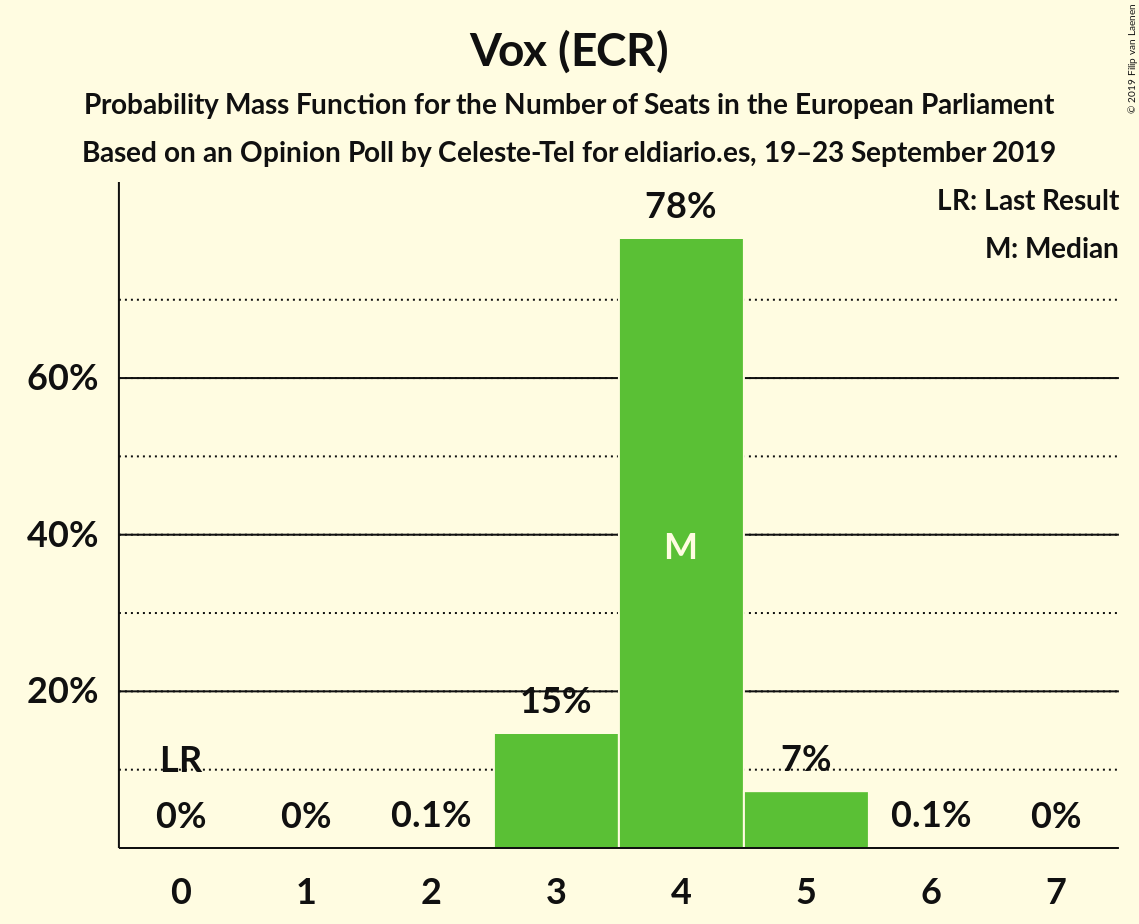 Vox (ECR)
Probability Mass Function for the Number of Seats in the European Parliament
Based on an Opinion Poll by Celeste-Tel for eldiario.es, 19–23 September 2019
© 2019 Filip van Laenen
LR: Last Result
M: Median
78%
60%
40%
M
20%
15%
LR
7%
0%
0%
0.1%
0.1%
0%
0
1
2
3
4
5
6
7